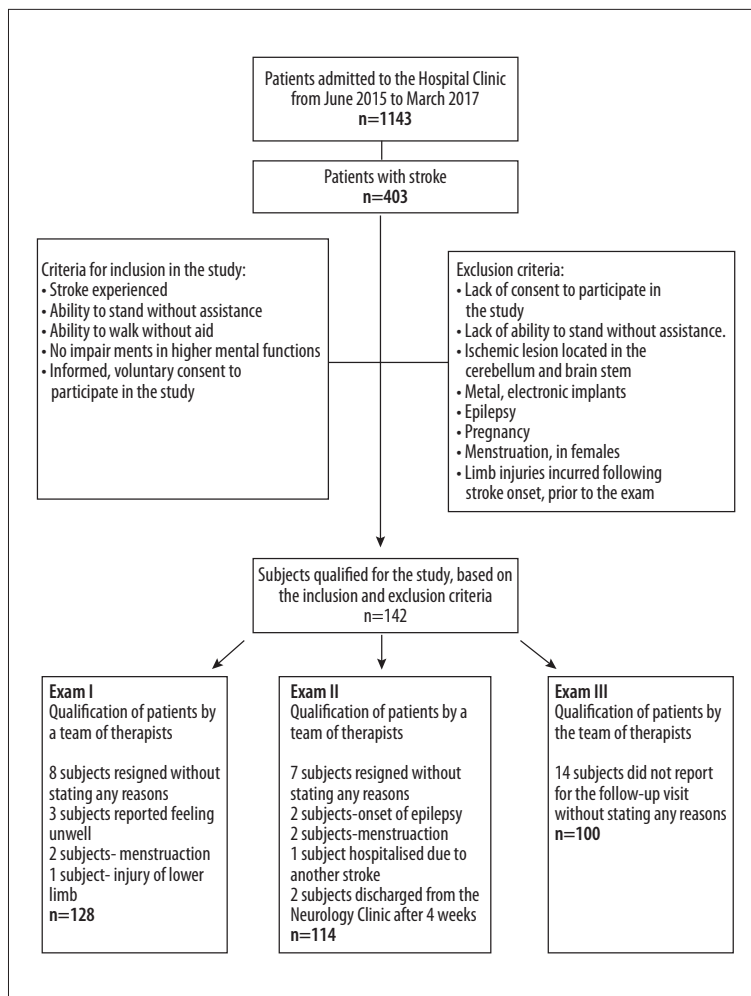 Patients admitted to the Hospital Clinic
from June 2015 to March 2017
n=1143
Patients with stroke
n=403
Criteria for inclusion in the study:
• Stroke experienced
• Ability to stand without assistance
• Ability to walk without aid
• No impair ments in higher mental functions
• Informed, voluntary consent to
participate in the study
Exclusion criteria:
• Lack of consent to participate in
the study
• Lack of ability to stand without assistance.
• Ischemic lesion located in the
cerebellum and brain stem
• Metal, electronic implants
• Epilepsy
• Pregnancy
• Menstruation, in females
• Limb injuries incurred following
stroke onset, prior to the exam
Subjects qualified for the study, based on
the inclusion and exclusion criteria
n=142
Exam I
Qualification of patients by
a team of therapists
8 subjects resigned without
stating any reasons
3 subjects reported feeling
unwell
2 subjects- menstruaction
1 subject- injury of lower
limb
n=128
Exam II
Qualification of patients by a
team of therapists
7 subjects resigned without
stating any reasons
2 subjects-onset of epilepsy
2 subjects-menstruaction
1 subject hospitalised due to
another stroke
2 subjects discharged from the
Neurology Clinic after 4 weeks
n=114
Exam III
Qualification of patients by
the team of therapists
14 subjects did not report
for the follow-up visit
without stating any reasons
n=100